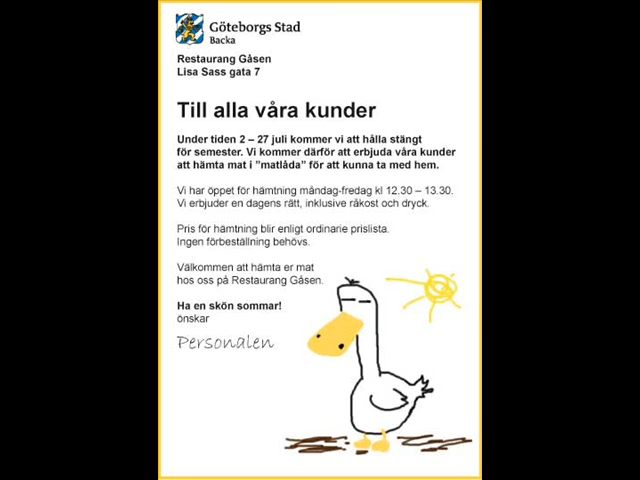 Göteborgs Stad
Backa
Restaurang Gåsen
Lisa Sass gata 7
Till alla våra kunder
Under tiden 2 – 27 juli kommer vi att hålla stängt
för semester. Vi kommer därför att erbjuda våra kunder
att hämta mat i ”matlåda” för att kunna ta med hem.
Vi har öppet för hämtning måndag-fredag kl 12.30 – 13.30.
Vi erbjuder en dagens rätt, inklusive råkost och dryck.
Pris för hämtning blir enligt ordinarie prislista.
Ingen förbeställning behövs.
Välkommen att hämta er mat
hos oss på Restaurang Gåsen.
Ha en skön sommar!
önskar
Personalen